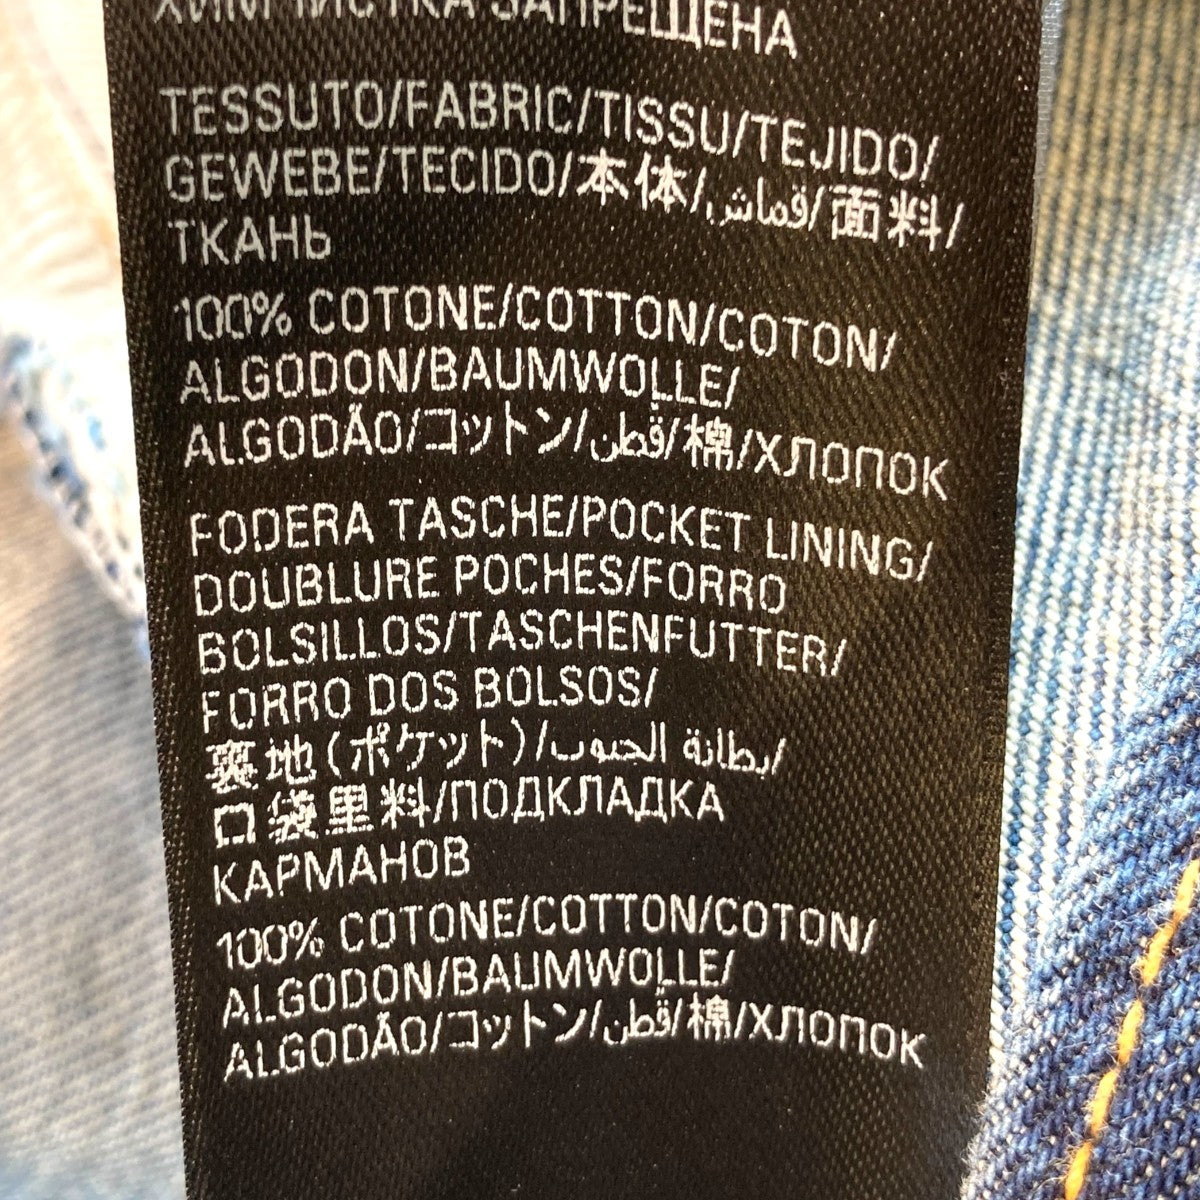 ХИМЧИСТКА ЗАПРЕЩЕНА
TESSUTO/FABRIC/TISSU/TEJIDO/
GEWEBE/TECIDO/本体/قماش/面料/
ТКАНЬ
100% COTONE/COTTON/COTON/
ALGODON/BAUMWOLLE/
ALGODÃO/コットン/قطن/棉/ХЛОПОК
FODERA TASCHE/POCKET LINING/
DOUBLURE POCHES/FORRO
BOLSILLOS/TASCHENFUTTER/
FORRO DOS BOLSOS/
裏地(ポケット)/بطانة الجيوب/
口袋里料/ПОДКЛАДКА
КАРМАНОВ
100% COTONE/COTTON/COTON/
ALGODON/BAUMWOLLE/
ALGODÃO/コットン/قطن/棉/ХЛОПОК